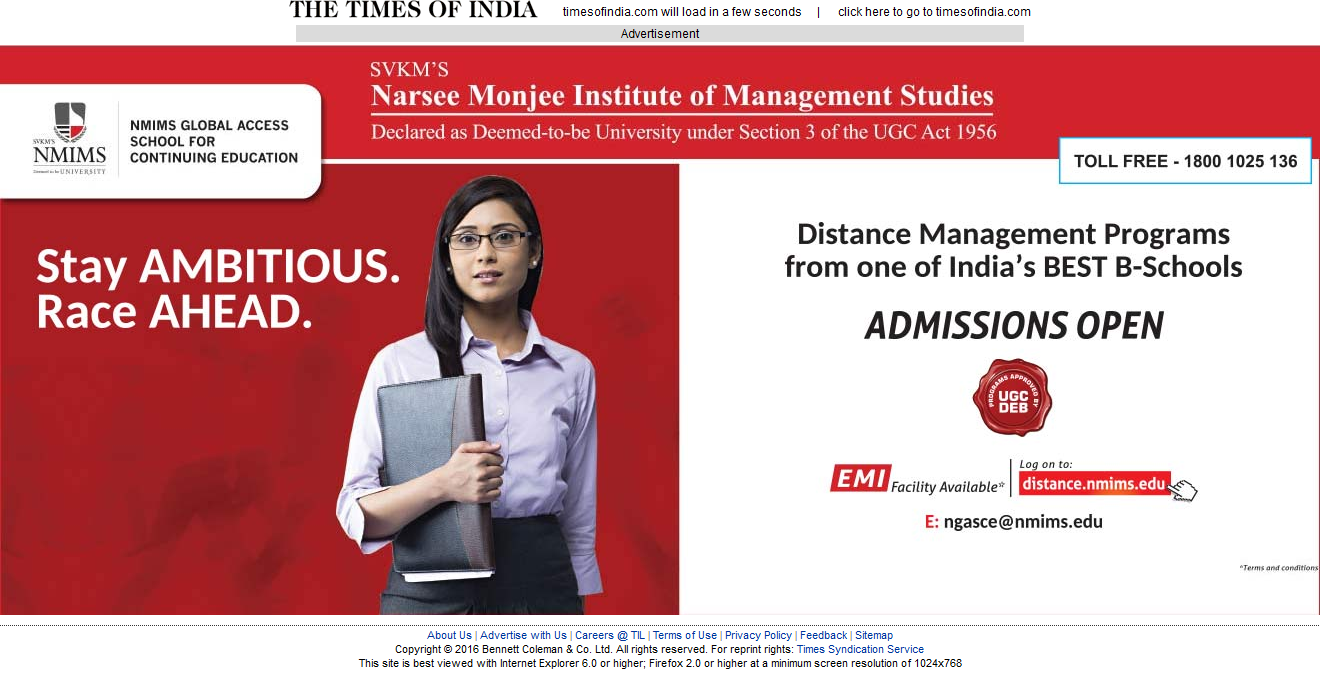 THE TIMES OF INDIA
timesofindia.com will load in a few seconds | click here to go to timesofindia.com
Advertisement
SVKM'S
Narsee Monjee Institute of Management Studies
Declared as Deemed-to-be University under Section 3 of the UGC Act 1956
SVKM'S
NMIMS
Deemed to be UNIVERSITY
NMIMS GLOBAL ACCESS
SCHOOL FOR
CONTINUING EDUCATION
TOLL FREE - 1800 1025 136
Stay AMBITIOUS.
Race AHEAD.
Distance Management Programs
from one of India's BEST B-Schools
ADMISSIONS OPEN
PROGRAMS APPROVED BY
UGC
DEB
EMI Facility Available*
Log on to:
distance.nmims.edu
E: ngasce@nmims.edu
*Terms and conditions
About Us | Advertise with Us | Careers @ TIL | Terms of Use | Privacy Policy | Feedback | Sitemap
Copyright © 2016 Bennett Coleman & Co. Ltd. All rights reserved. For reprint rights: Times Syndication Service
This site is best viewed with Internet Explorer 6.0 or higher; Firefox 2.0 or higher at a minimum screen resolution of 1024x768